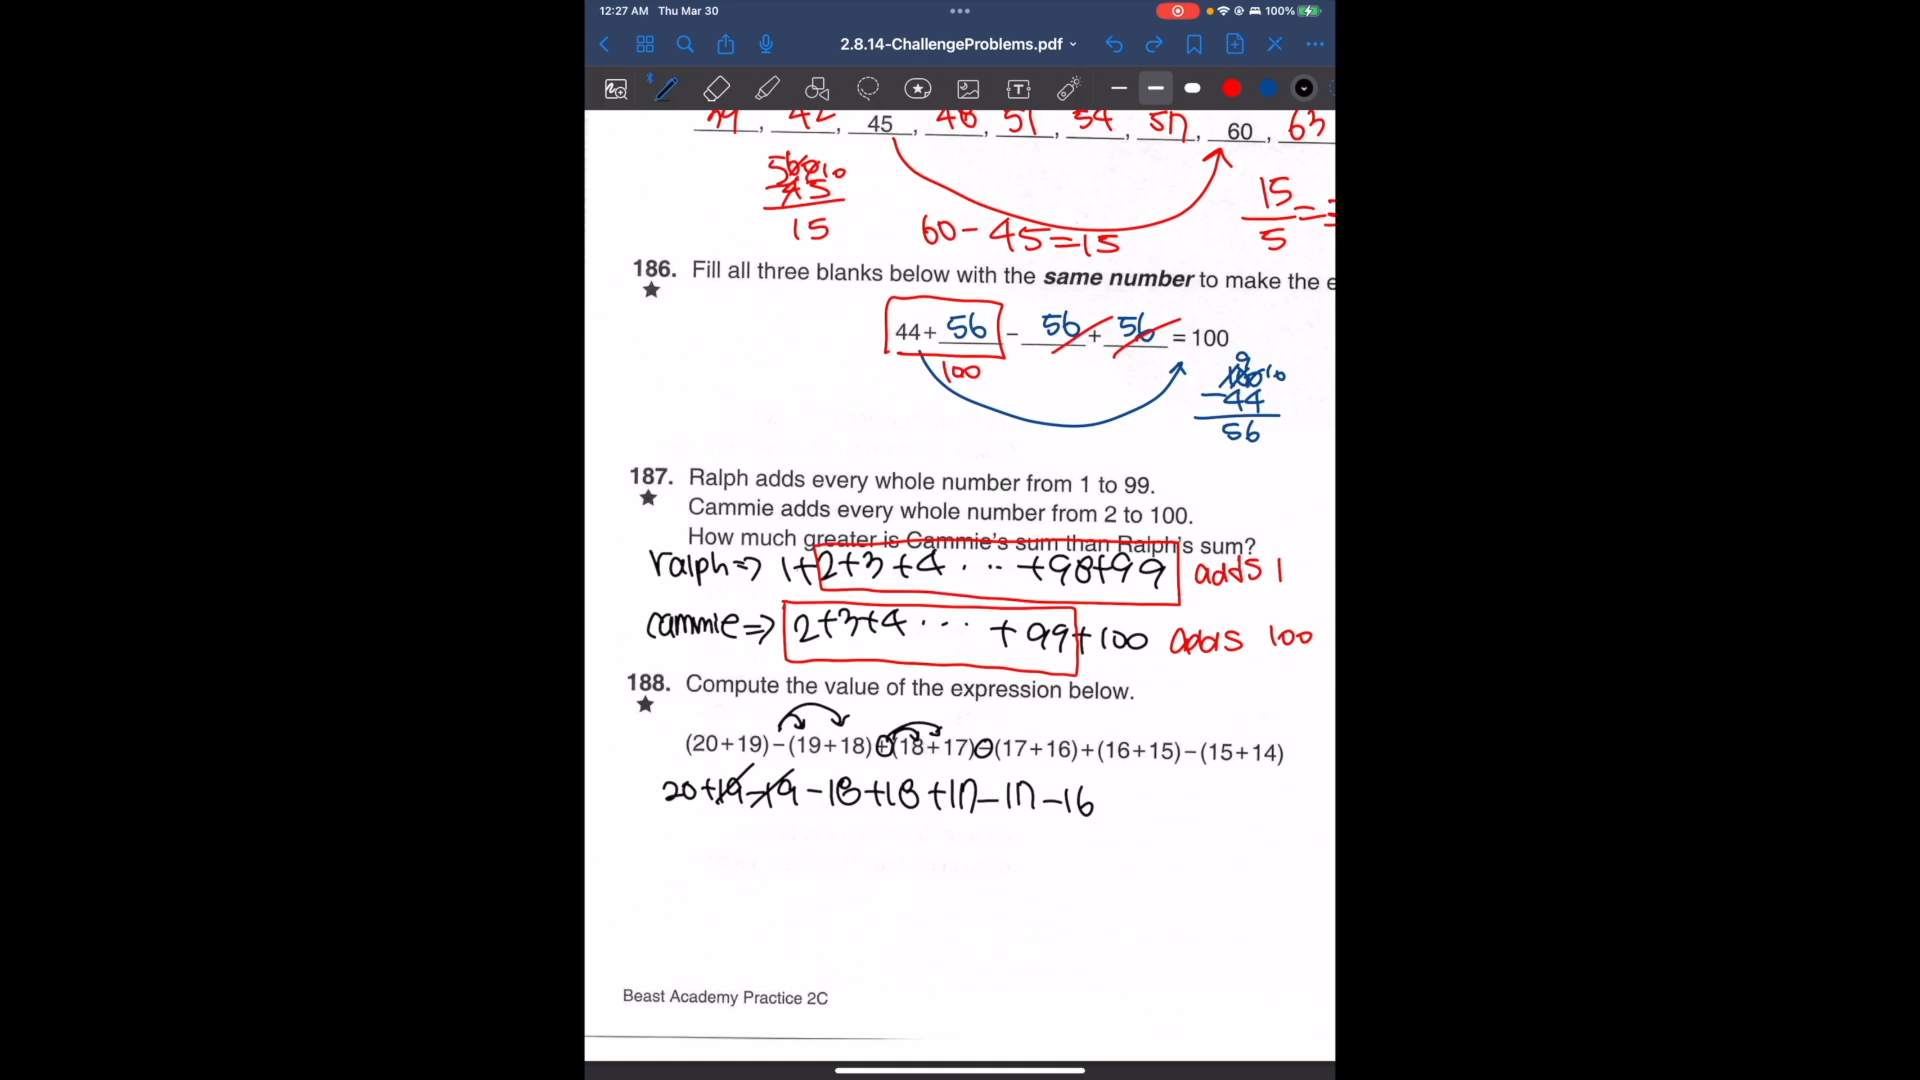 12:27 AM Thu Mar 30
100%
2.8.14-ChallengeProblems.pdf
42, 45, 48, 51, 54, 57, 60, 63
10
45
15
60-45=15
15
5
=
186. Fill all three blanks below with the same number to make the e
44+ 56 - 56 + 56 = 100
100
9
10
-44
56
187. Ralph adds every whole number from 1 to 99.
Cammie adds every whole number from 2 to 100.
How much greater is Cammie's sum than Ralph's sum?
ralph=> 1+2+3+4...+98+99 adds 1
cammie=> 2+3+4... +99+100 adds 100
188. Compute the value of the expression below.
(20+19)-(19+18)+(18+17)-(17+16)+(16+15)-(15+14)
20+19-19-18+18+17-17-16
Beast Academy Practice 2C